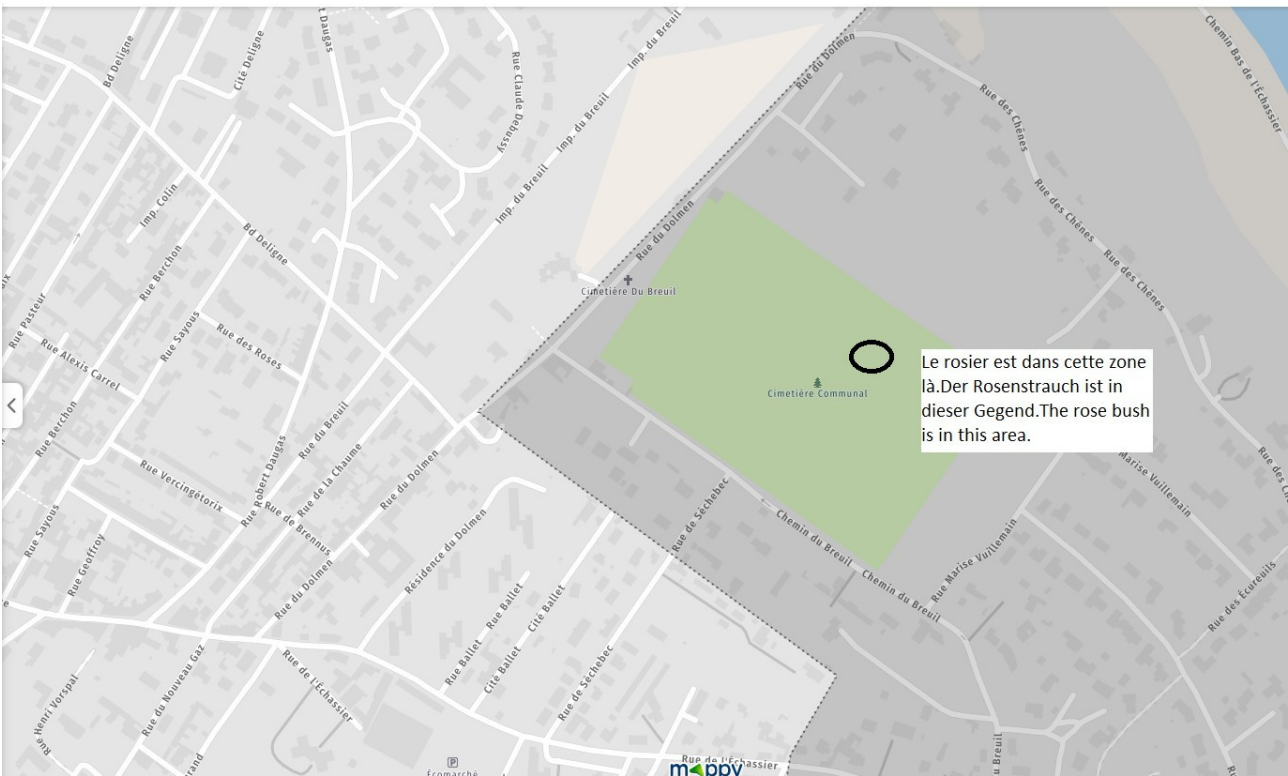 Bd Deligne
Cité Deligne
t Daugas
Rue Claude Debussy
Imp. du Breuil
Imp. du Breuil
Imp. du Breuil
Rue du Dolmen
Chemin Bas de l'Échassier
Rue des Chênes
Rue des Chênes
Rue des Chênes
Imp. Colin
Bd Deligne
Rue Berchon
Rue du Dolmen
Cimetière Du Breuil
Rue Pasteur
Rue Sayous
Rue des Roses
Rue Alexis Carrel
Le rosier est dans cette zone
là.Der Rosenstrauch ist in
dieser Gegend.The rose bush
is in this area.
Cimetière Communal
Rue Berchon
Rue du Breuil
Rue Robert Daugas
Rue de la Chaume
Rue du Dolmen
Rue Vercingétorix
Rue de Brennus
Rue Sayous
Rue Geoffroy
Rue du Dolmen
Résidence du Dolmen
Rue de Séchebec
Chemin du Breuil
Chemin du Breuil
Rue Marise Vuillemain
Marise Vuillemain
Rue des Écureuils
Rue Ballet
Rue Ballet
Cité Ballet
Cité Ballet
Rue de Séchebec
Rue de l'Échassier
Rue du Nouveau Gaz
Rue Henri Vorspal
rand
Écomarché
P
Rue de l'Échassier
mappy
u Breuil